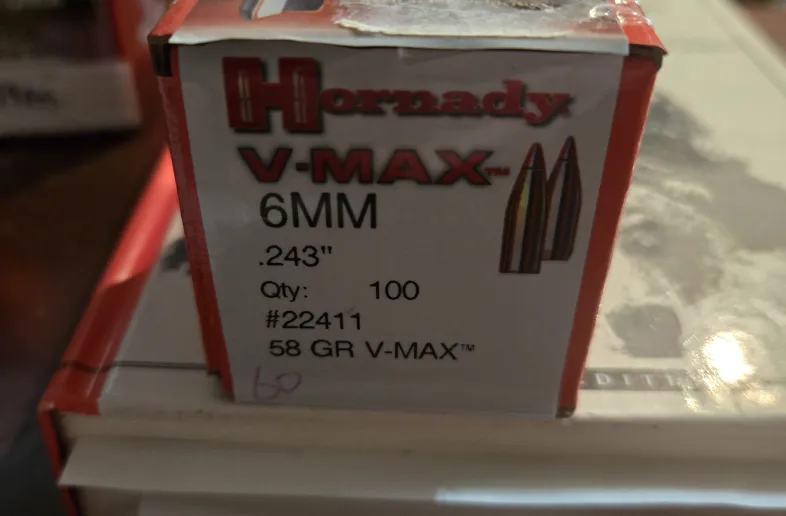 Hornady
V-MAX™
6MM
.243"
Qty: 100
#22411
58 GR V-MAX™
60